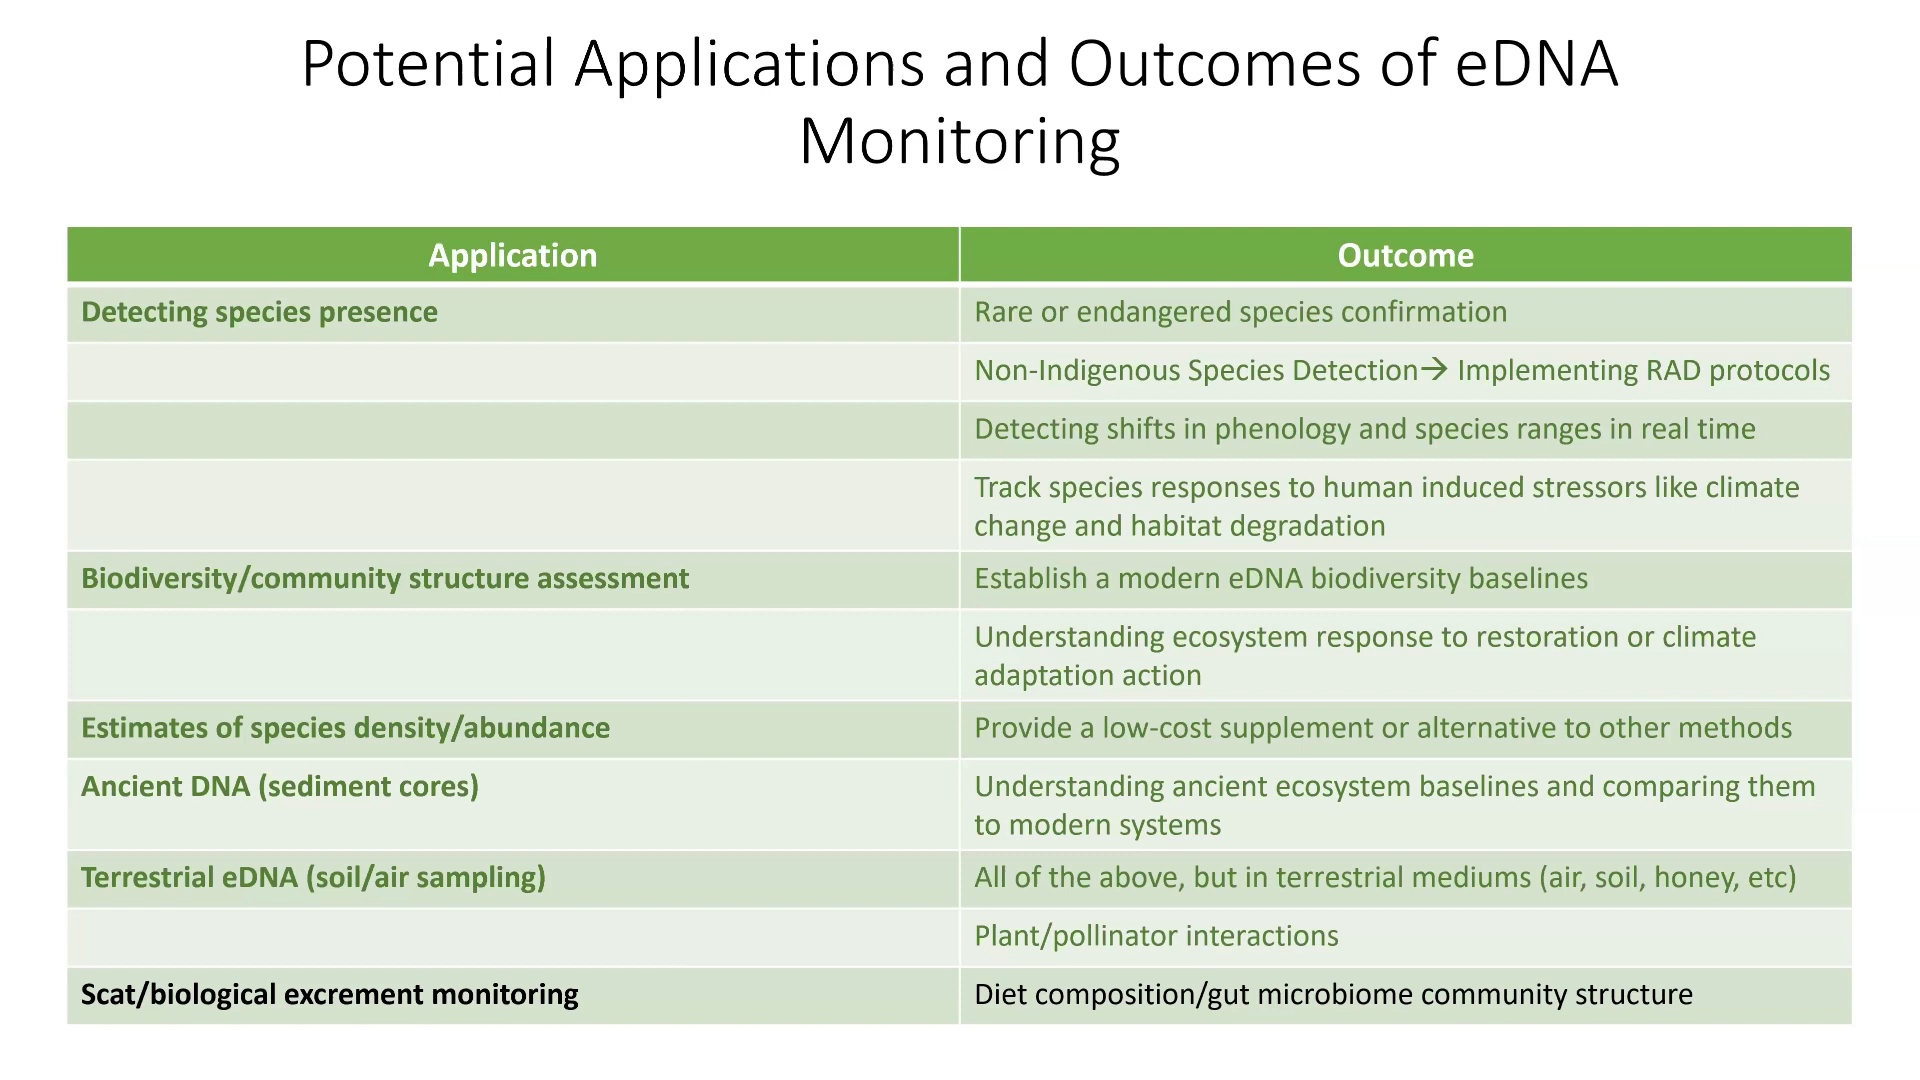 Potential Applications and Outcomes of eDNA
Monitoring
Application
Outcome
Detecting species presence
Rare or endangered species confirmation
Non-Indigenous Species Detection→ Implementing RAD protocols
Detecting shifts in phenology and species ranges in real time
Track species responses to human induced stressors like climate
change and habitat degradation
Biodiversity/community structure assessment
Establish a modern eDNA biodiversity baselines
Understanding ecosystem response to restoration or climate
adaptation action
Estimates of species density/abundance
Provide a low-cost supplement or alternative to other methods
Ancient DNA (sediment cores)
Understanding ancient ecosystem baselines and comparing them
to modern systems
Terrestrial eDNA (soil/air sampling)
All of the above, but in terrestrial mediums (air, soil, honey, etc)
Plant/pollinator interactions
Scat/biological excrement monitoring
Diet composition/gut microbiome community structure